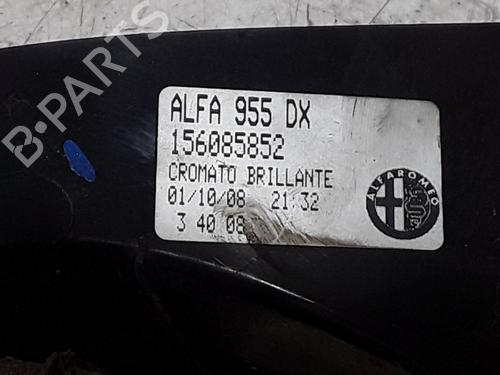 B-PARTS
ALFA 955 DX
156085852
CROMATO BRILLANTE
01/10/08 21:32
3 40 08
ALFA ROMEO